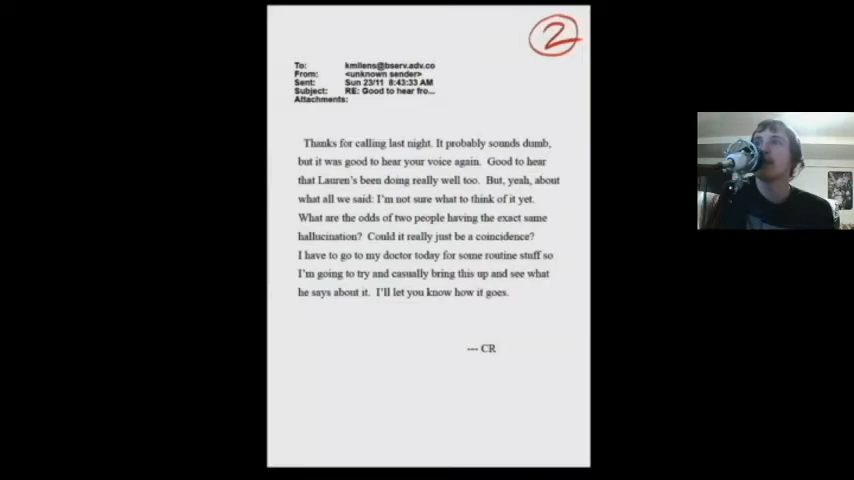 2
To: kmilens@bserv.adv.co
From: <unknown sender>
Sent: Sun 23/11 8:43:33 AM
Subject: RE: Good to hear fro...
Attachments:
Thanks for calling last night. It probably sounds dumb,
but it was good to hear your voice again. Good to hear
that Lauren's been doing really well too. But, yeah, about
what all we said: I'm not sure what to think of it yet.
What are the odds of two people having the exact same
hallucination? Could it really just be a coincidence?
I have to go to my doctor today for some routine stuff so
I'm going to try and casually bring this up and see what
he says about it. I'll let you know how it goes.
--- CR